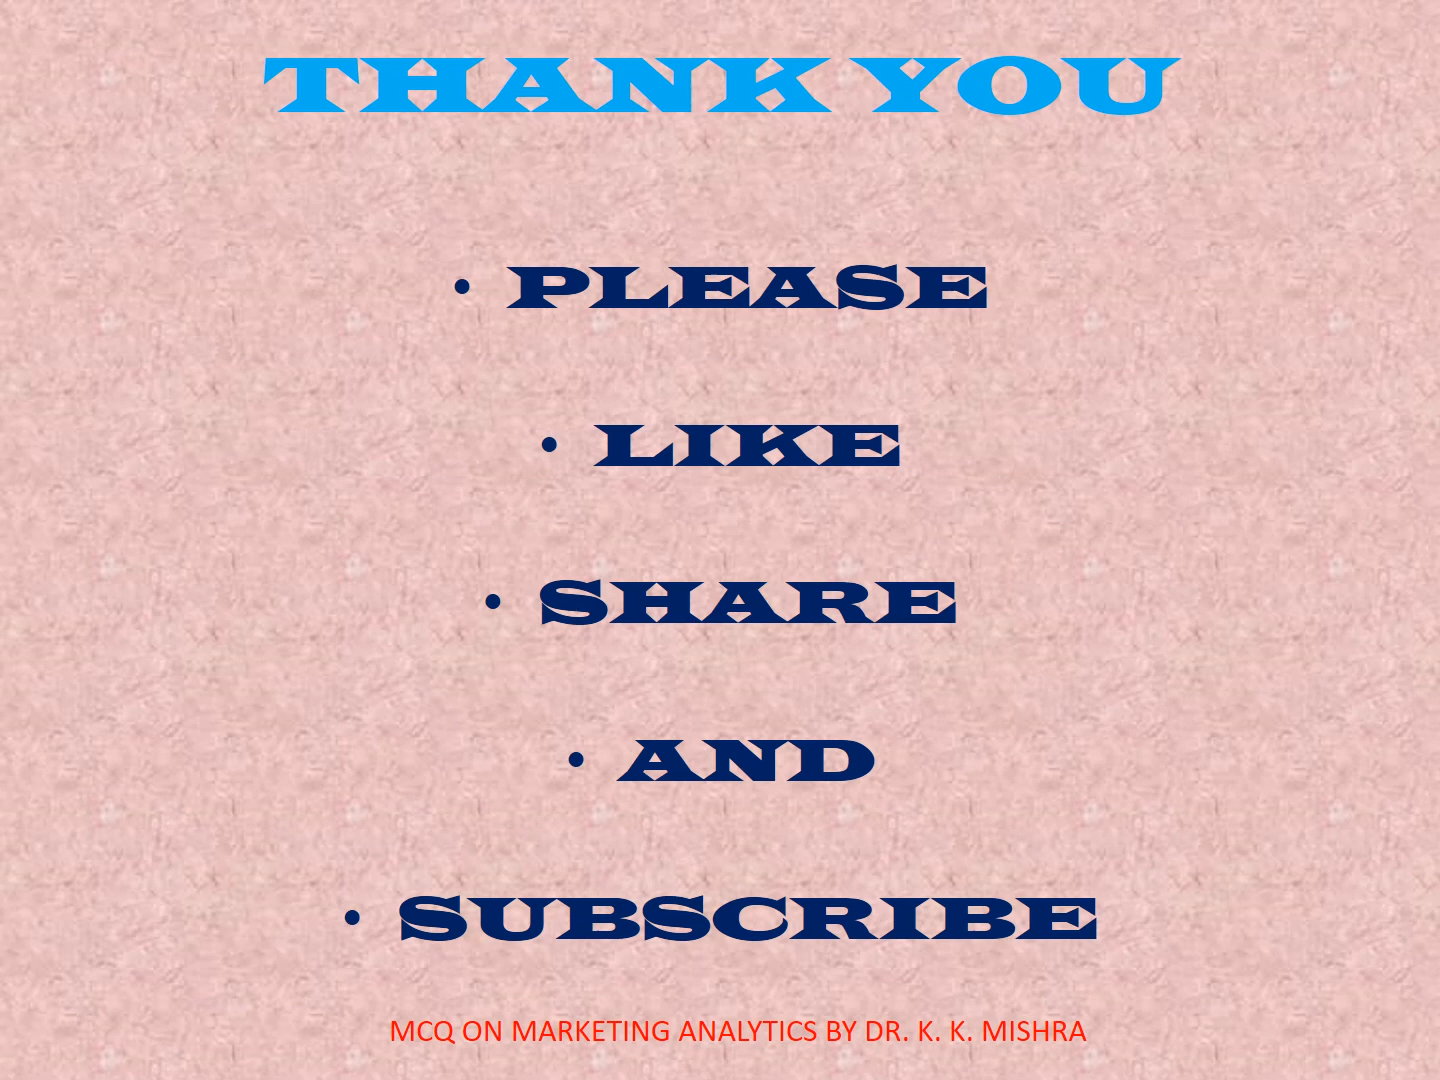 THANK YOU
• PLEASE
• LIKE
• SHARE
• AND
• SUBSCRIBE
MCQ ON MARKETING ANALYTICS BY DR. K. K. MISHRA